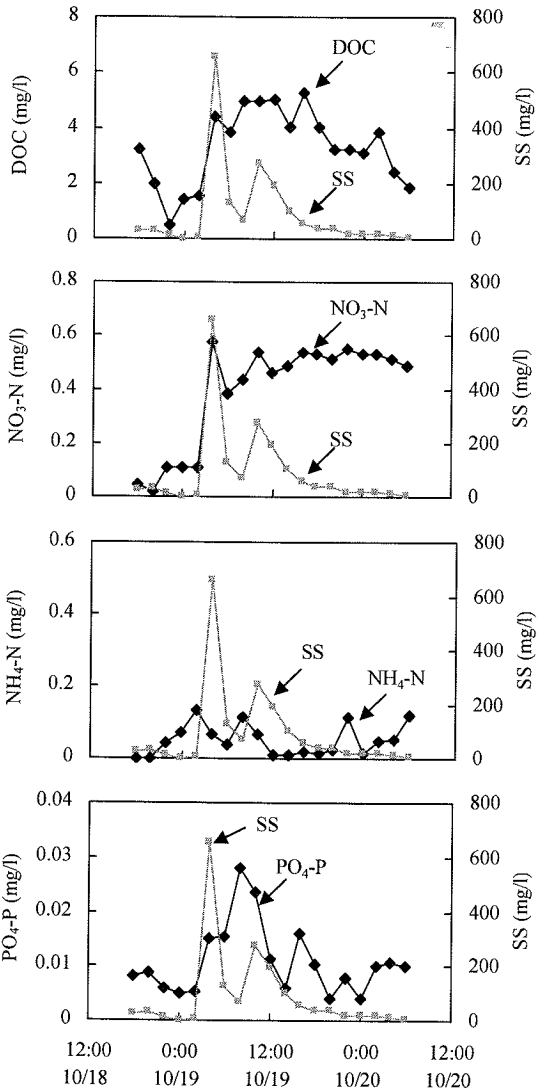 8
6
4
2
0
DOC (mg/l)
800
600
400
200
0
SS (mg/l)
DOC
SS
0.8
0.6
0.4
0.2
0
NO₃-N (mg/l)
800
600
400
200
0
SS (mg/l)
NO₃-N
SS
0.6
0.4
0.2
0
NH₄-N (mg/l)
800
600
400
200
0
SS (mg/l)
SS
NH₄-N
0.04
0.03
0.02
0.01
0
PO₄-P (mg/l)
800
600
400
200
0
SS (mg/l)
SS
PO₄-P
12:00 0:00 12:00 0:00 12:00
10/18 10/19 10/19 10/20 10/20